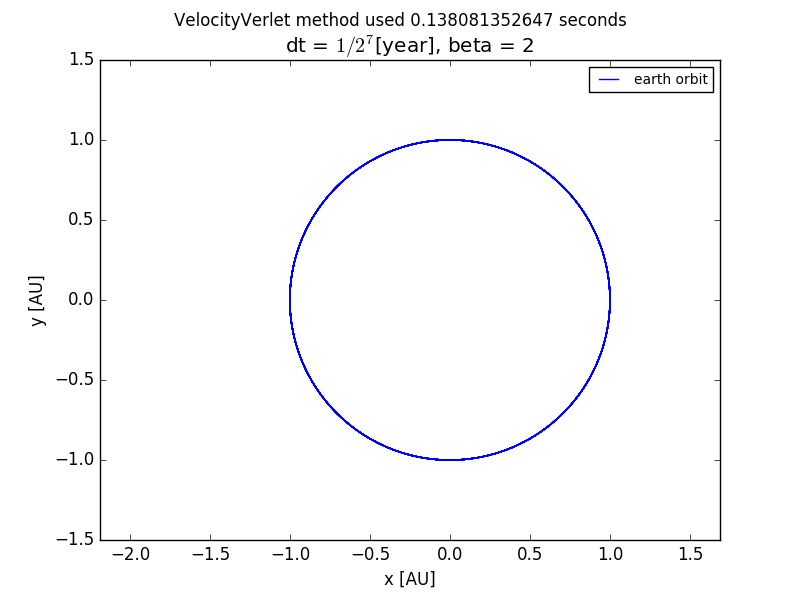 VelocityVerlet method used 0.138081352647 seconds
dt = 1/2⁷[year], beta = 2
earth orbit
1.5
1.0
0.5
0.0
−0.5
−1.0
−1.5
y [AU]
−2.0 −1.5 −1.0 −0.5 0.0 0.5 1.0 1.5
x [AU]